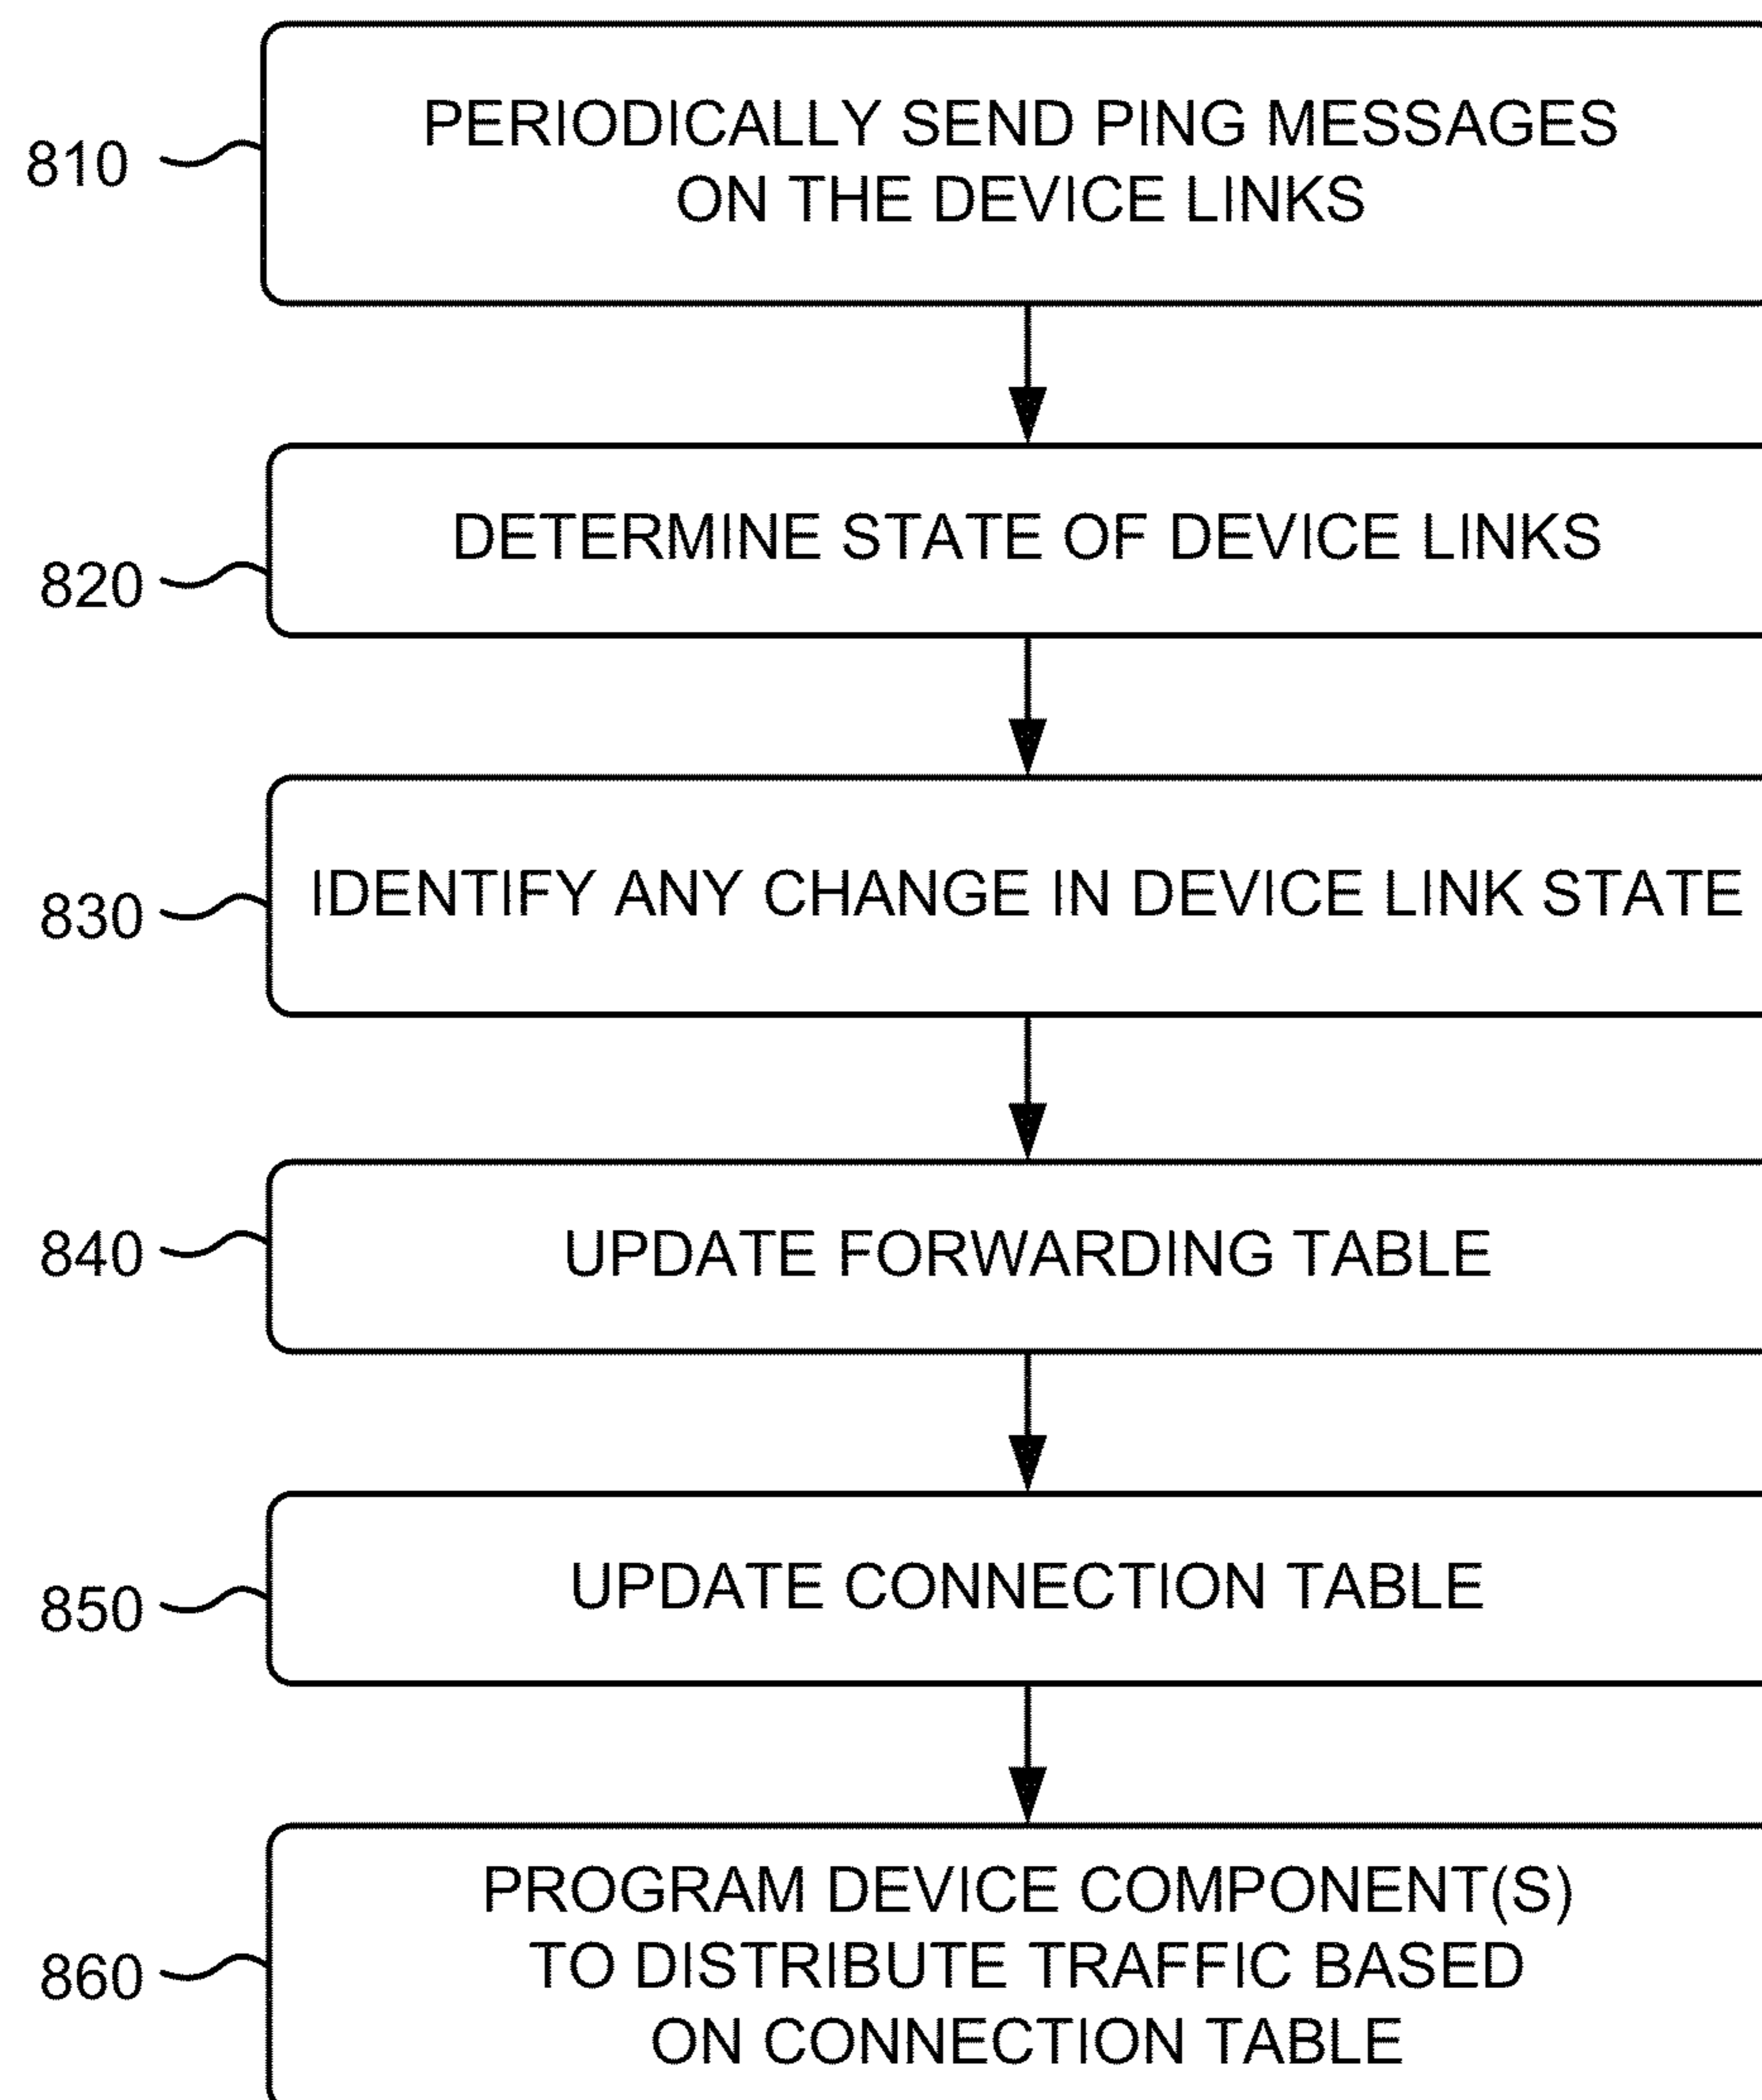 PERIODICALLY SEND PING MESSAGES
ON THE DEVICE LINKS
810
DETERMINE STATE OF DEVICE LINKS
820
IDENTIFY ANY CHANGE IN DEVICE LINK STATE
830
UPDATE FORWARDING TABLE
840
UPDATE CONNECTION TABLE
850
PROGRAM DEVICE COMPONENT(S)
TO DISTRIBUTE TRAFFIC BASED
ON CONNECTION TABLE
860